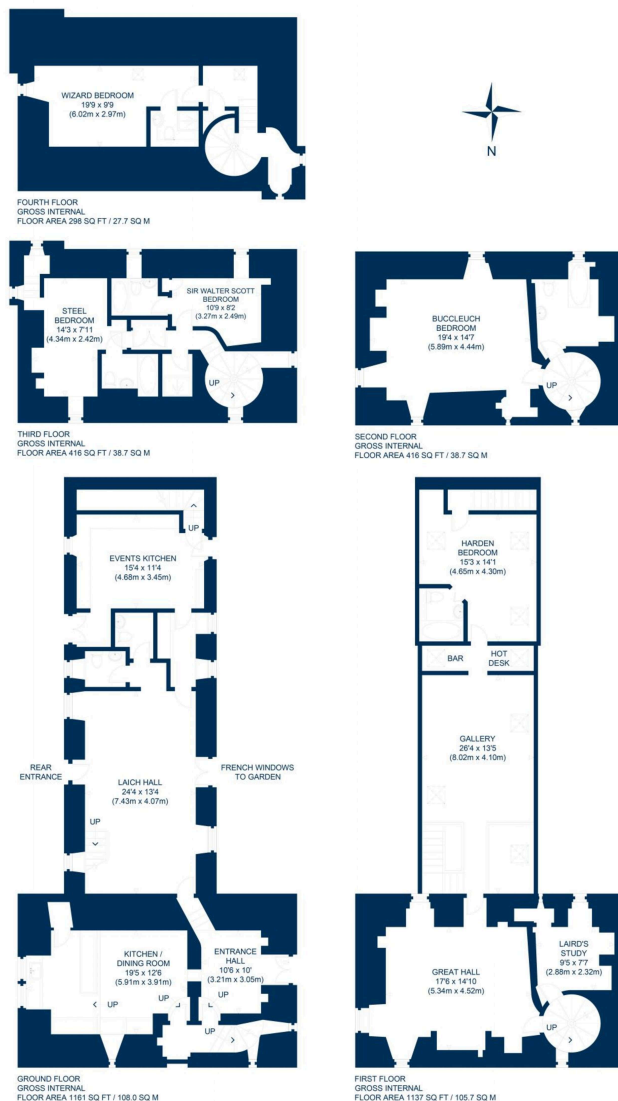 WIZARD BEDROOM
19'9 x 9'9
(6.02m x 2.97m)
N
FOURTH FLOOR
GROSS INTERNAL
FLOOR AREA 298 SQ FT / 27.7 SQ M
STEEL
BEDROOM
14'3 x 7'11
(4.34m x 2.42m)
SIR WALTER SCOTT
BEDROOM
10'9 x 8'2
(3.27m x 2.49m)
UP
THIRD FLOOR
GROSS INTERNAL
FLOOR AREA 416 SQ FT / 38.7 SQ M
BUCCLEUCH
BEDROOM
19'4 x 14'7
(5.89m x 4.44m)
UP
SECOND FLOOR
GROSS INTERNAL
FLOOR AREA 416 SQ FT / 38.7 SQ M
UP
EVENTS KITCHEN
15'4 x 11'4
(4.68m x 3.45m)
REAR
ENTRANCE
LAICH HALL
24'4 x 13'4
(7.43m x 4.07m)
FRENCH WINDOWS
TO GARDEN
UP
KITCHEN /
DINING ROOM
19'5 x 12'6
(5.91m x 3.91m)
UP
ENTRANCE
HALL
10'6 x 10'
(3.21m x 3.05m)
UP
UP
GROUND FLOOR
GROSS INTERNAL
FLOOR AREA 1161 SQ FT / 108.0 SQ M
HARDEN
BEDROOM
15'3 x 14'1
(4.65m x 4.30m)
BAR
HOT
DESK
GALLERY
26'4 x 13'5
(8.02m x 4.10m)
GREAT HALL
17'6 x 14'10
(5.34m x 4.52m)
LAIRD'S
STUDY
9'5 x 7'7
(2.88m x 2.32m)
UP
FIRST FLOOR
GROSS INTERNAL
FLOOR AREA 1137 SQ FT / 105.7 SQ M